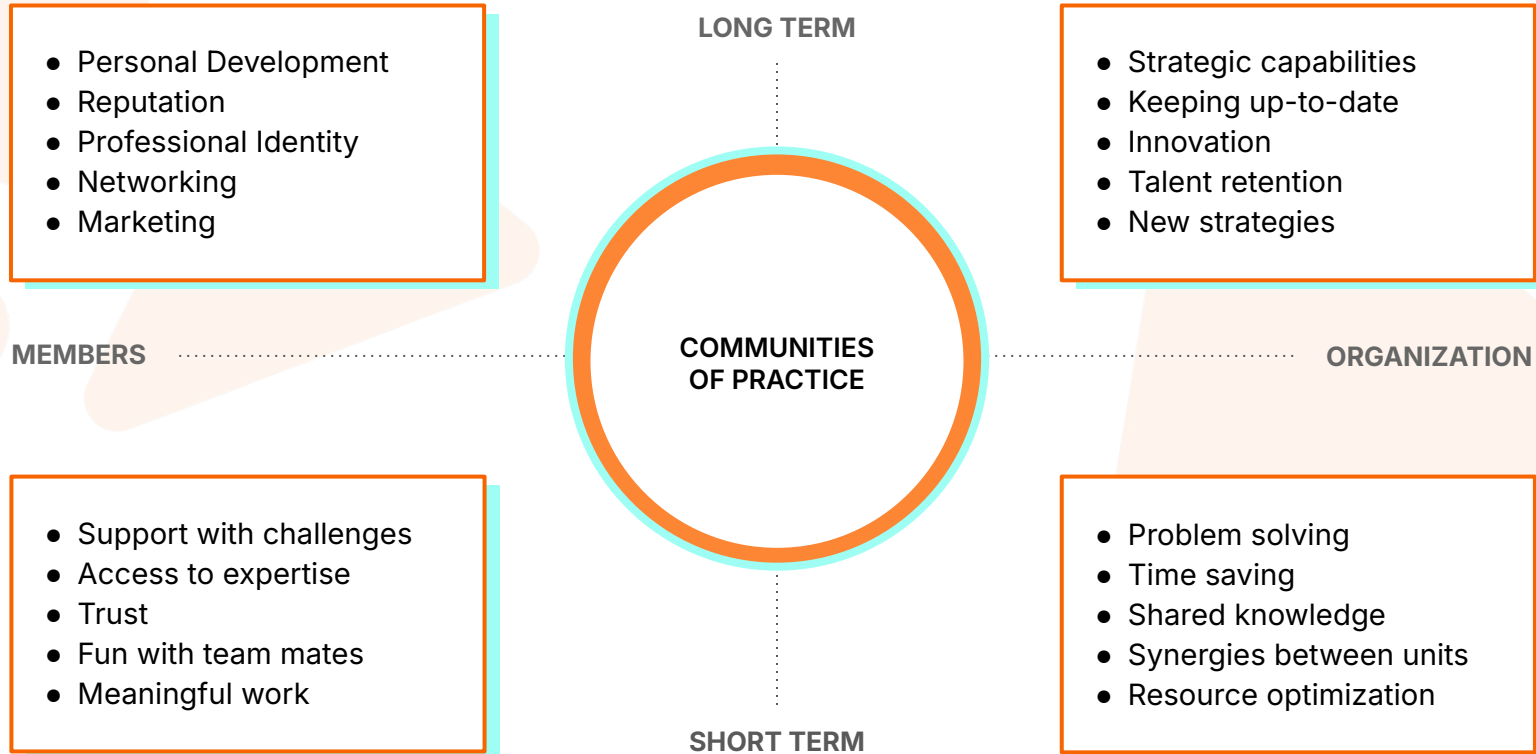 LONG TERM
● Personal Development
● Reputation
● Professional Identity
● Networking
● Marketing
● Strategic capabilities
● Keeping up-to-date
● Innovation
● Talent retention
● New strategies
MEMBERS
COMMUNITIES
OF PRACTICE
ORGANIZATION
● Support with challenges
● Access to expertise
● Trust
● Fun with team mates
● Meaningful work
● Problem solving
● Time saving
● Shared knowledge
● Synergies between units
● Resource optimization
SHORT TERM